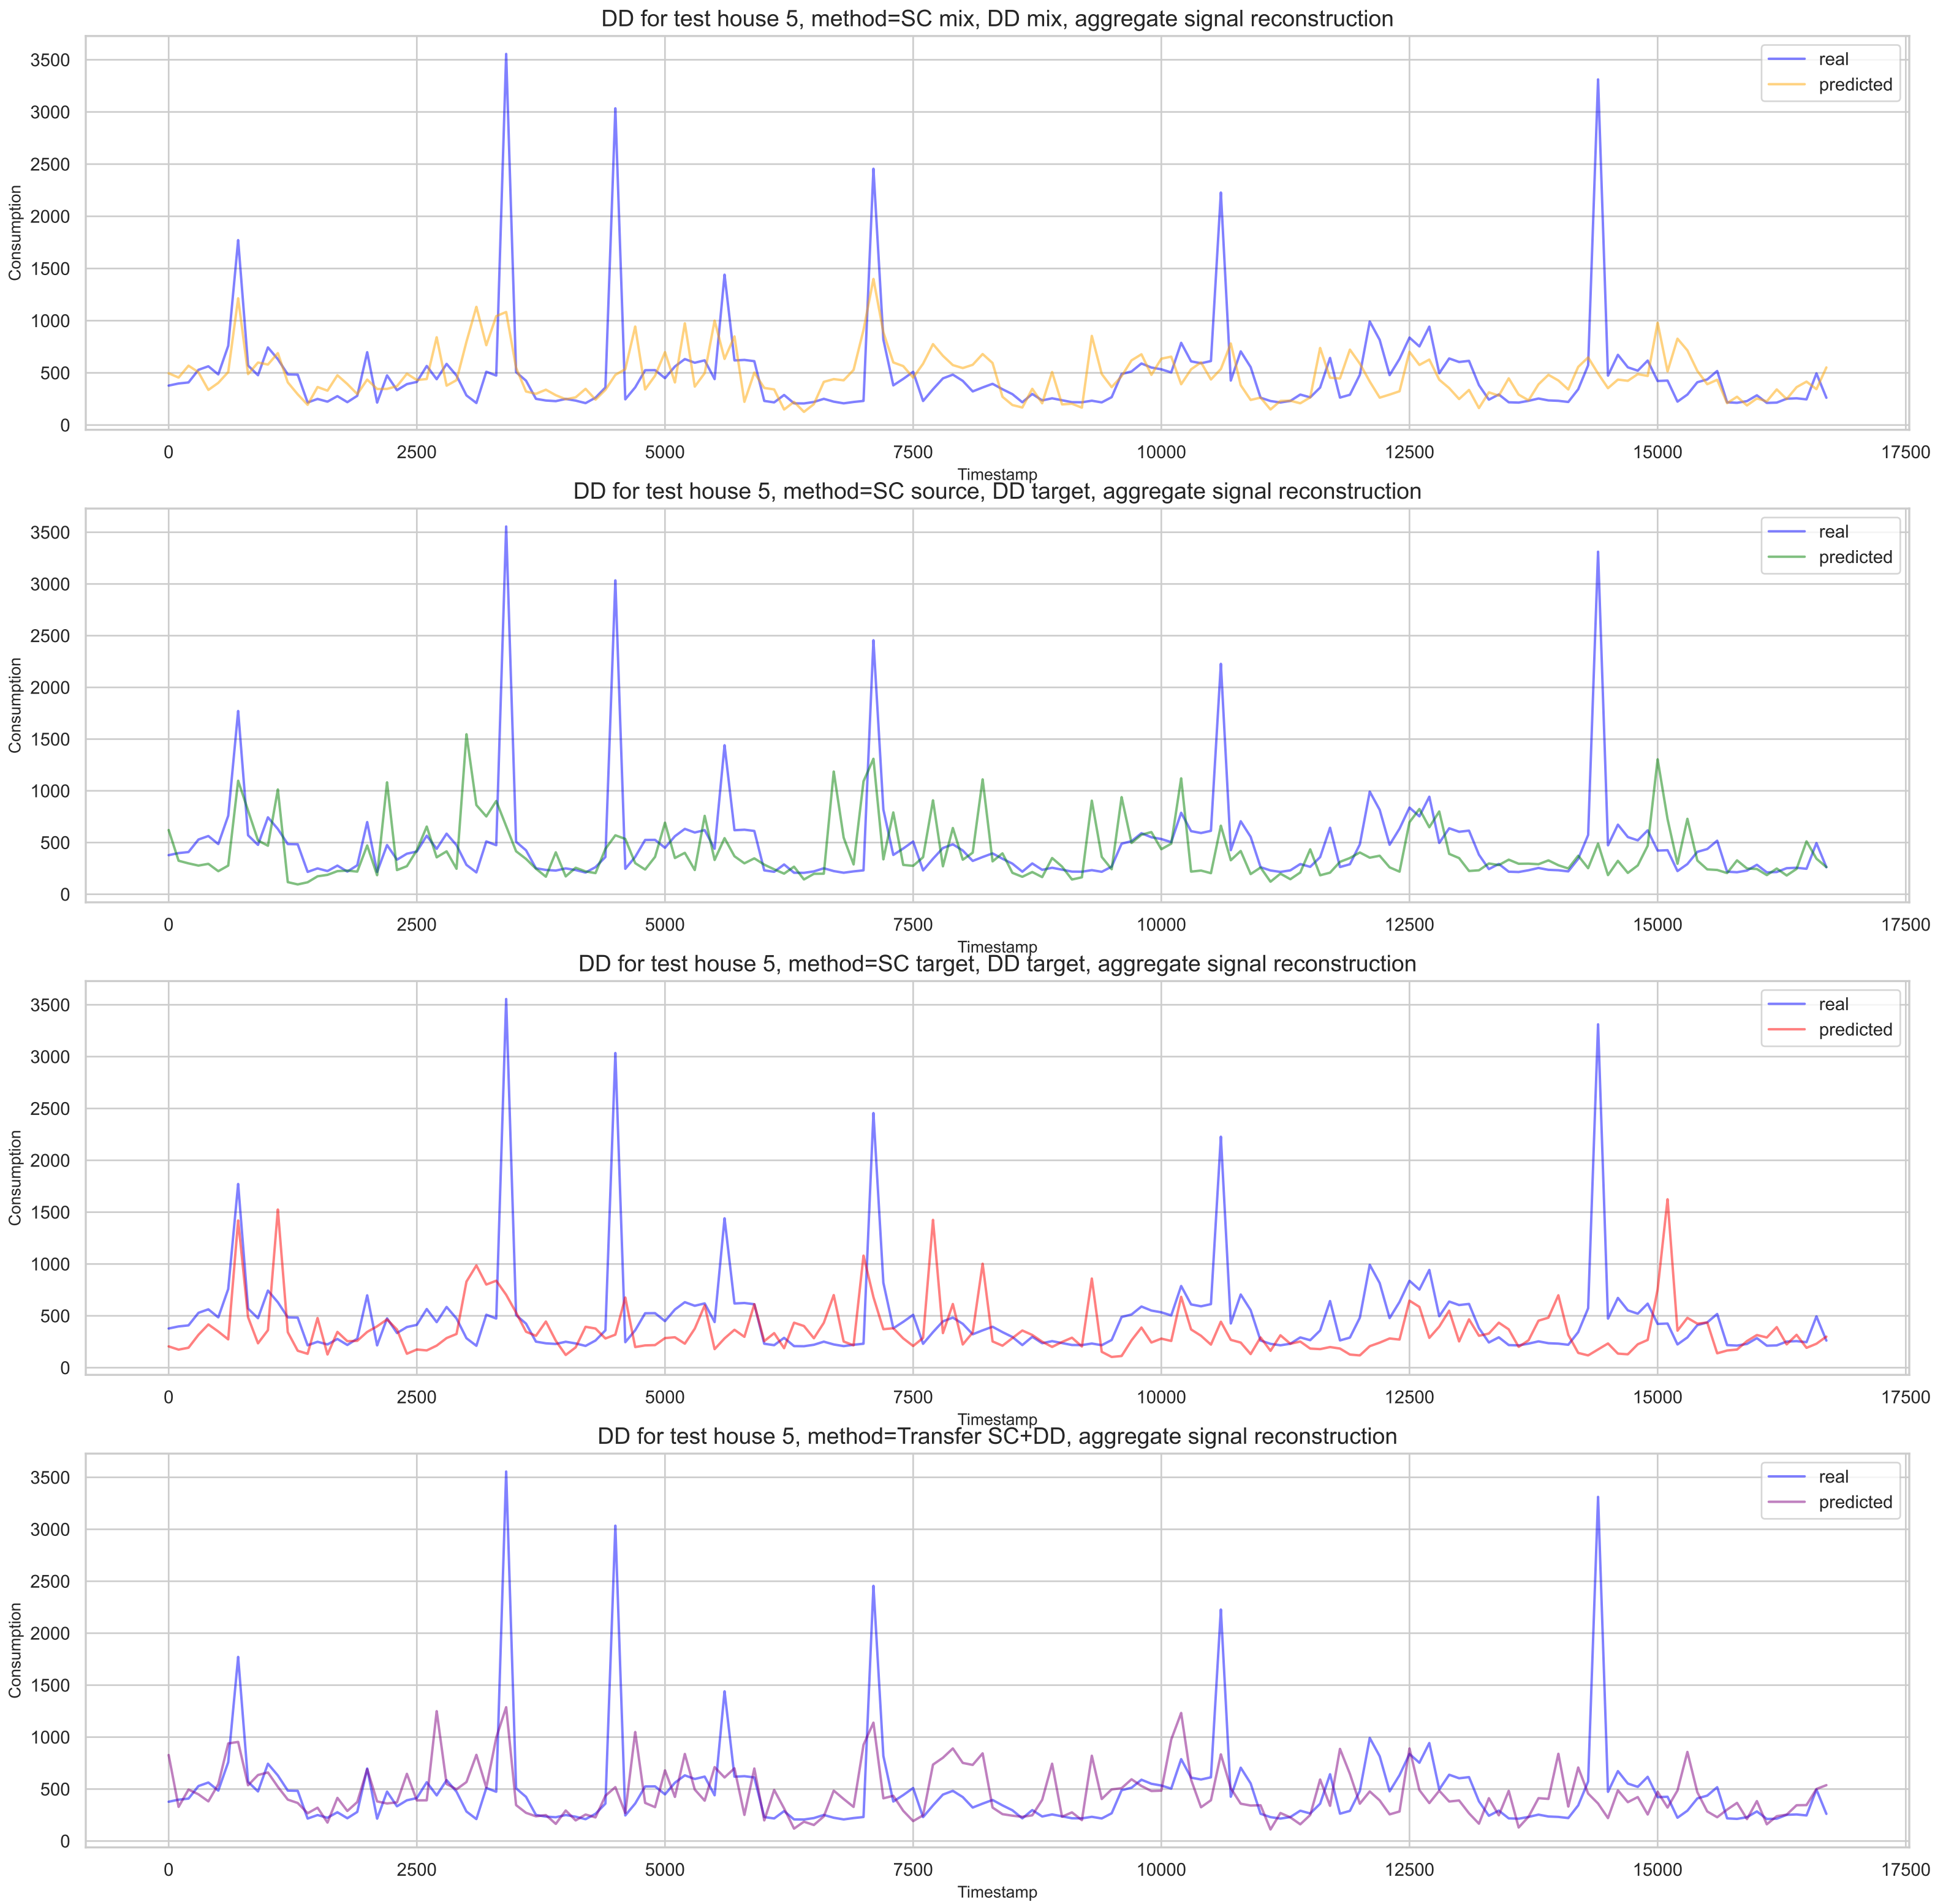 DD for test house 5, method=SC mix, DD mix, aggregate signal reconstruction
3500
3000
2500
2000
1500
1000
500
0
Consumption
real
predicted
0 2500 5000 7500 10000 12500 15000 17500
Timestamp
DD for test house 5, method=SC source, DD target, aggregate signal reconstruction
3500
3000
2500
2000
1500
1000
500
0
Consumption
real
predicted
0 2500 5000 7500 10000 12500 15000 17500
Timestamp
DD for test house 5, method=SC target, DD target, aggregate signal reconstruction
3500
3000
2500
2000
1500
1000
500
0
Consumption
real
predicted
0 2500 5000 7500 10000 12500 15000 17500
Timestamp
DD for test house 5, method=Transfer SC+DD, aggregate signal reconstruction
3500
3000
2500
2000
1500
1000
500
0
Consumption
real
predicted
0 2500 5000 7500 10000 12500 15000 17500
Timestamp